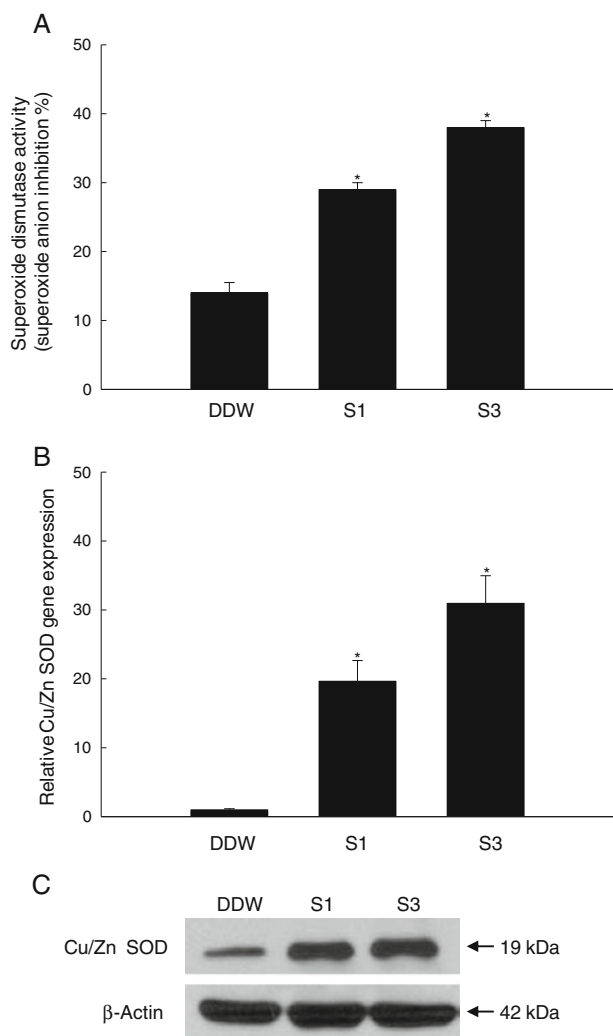 A
Superoxide dismutase activity
(superoxide anion inhibition %)
50
40
30
20
10
0
*
*
DDW S1 S3
B
Relative Cu/Zn SOD gene expression
50
40
30
20
10
0
*
*
DDW S1 S3
C
DDW S1 S3
Cu/Zn SOD ← 19 kDa
β-Actin ← 42 kDa